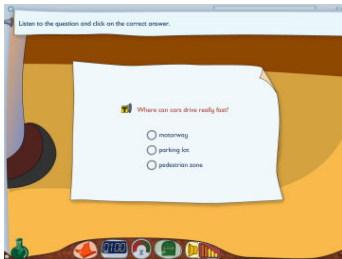 Listen to the question and click on the correct answer.
Where can cars drive really fast?
motorway
parking lot
pedestrian zone